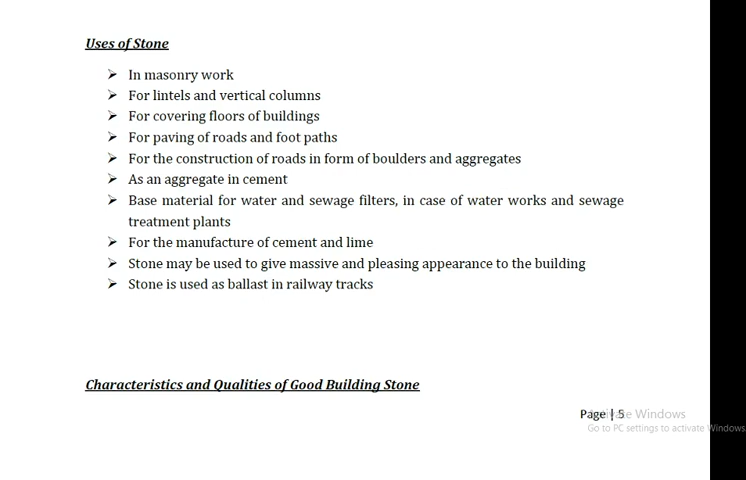 Uses of Stone
➢ In masonry work
➢ For lintels and vertical columns
➢ For covering floors of buildings
➢ For paving of roads and foot paths
➢ For the construction of roads in form of boulders and aggregates
➢ As an aggregate in cement
➢ Base material for water and sewage filters, in case of water works and sewage
treatment plants
➢ For the manufacture of cement and lime
➢ Stone may be used to give massive and pleasing appearance to the building
➢ Stone is used as ballast in railway tracks
Characteristics and Qualities of Good Building Stone
Page | 5
Activate Windows
Go to PC settings to activate Windows